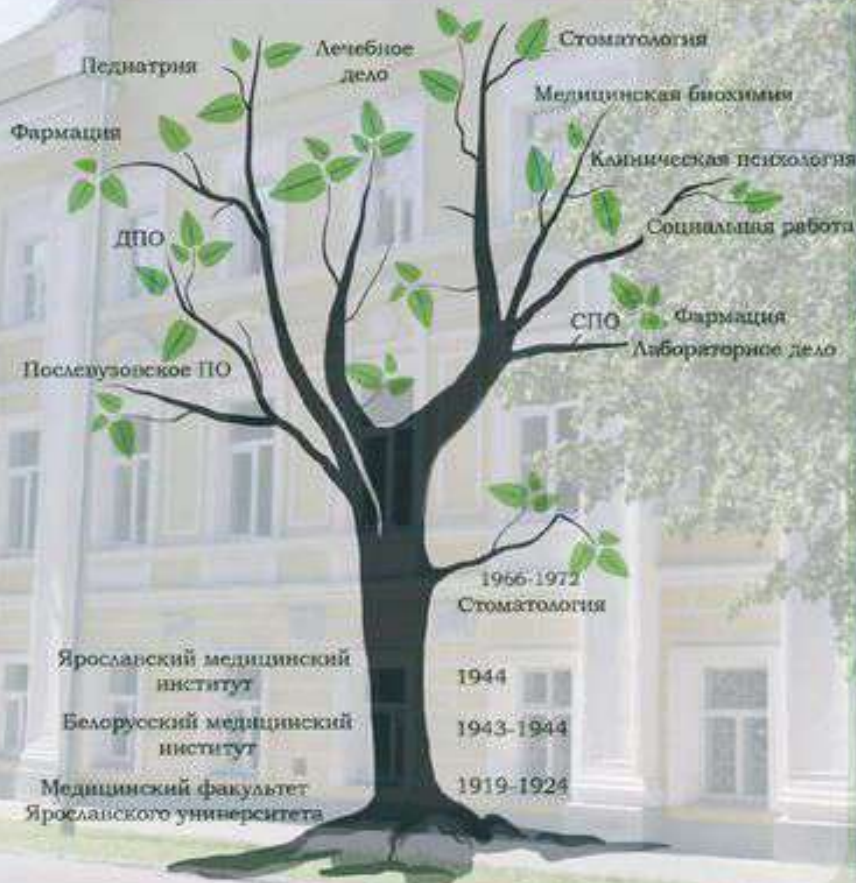 Педиатрия
Лечебное
дело
Стоматология
Медицинская биохимия
Фармация
Клиническая психология
Социальная работа
ДПО
СПО
Фармация
Лабораторное дело
Послевузовское ПО
1966-1972
Стоматология
Ярославский медицинский
институт
1944
Белорусский медицинский
институт
1943-1944
Медицинский факультет
Ярославского университета
1919-1924